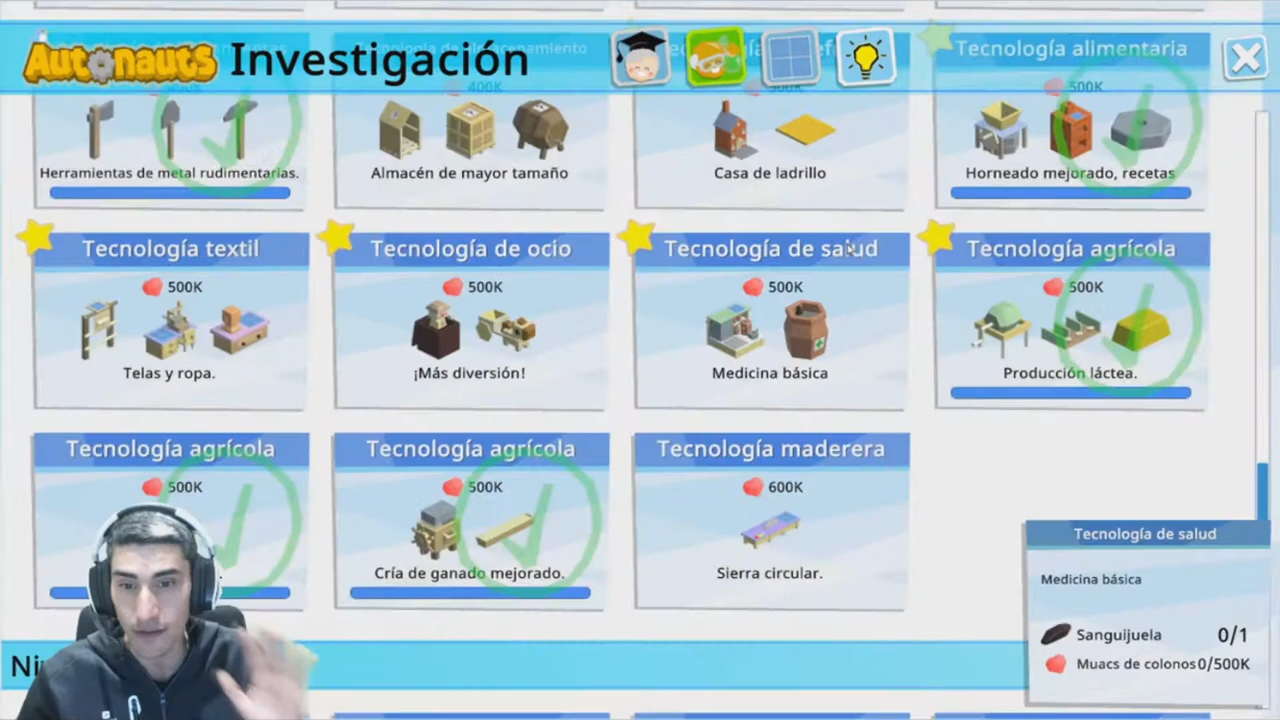 Autonauts Investigación
Tecnología alimentaria
400K
500K
Herramientas de metal rudimentarias.
Almacén de mayor tamaño
Casa de ladrillo
Horneado mejorado, recetas
Tecnología textil
Tecnología de ocio
Tecnología de salud
Tecnología agrícola
500K
500K
500K
500K
Telas y ropa.
¡Más diversión!
Medicina básica
Producción láctea.
Tecnología agrícola
Tecnología agrícola
Tecnología maderera
500K
500K
600K
Cría de ganado mejorado.
Sierra circular.
Tecnología de salud
Medicina básica
Sanguijuela 0/1
Muacs de colonos 0/500K